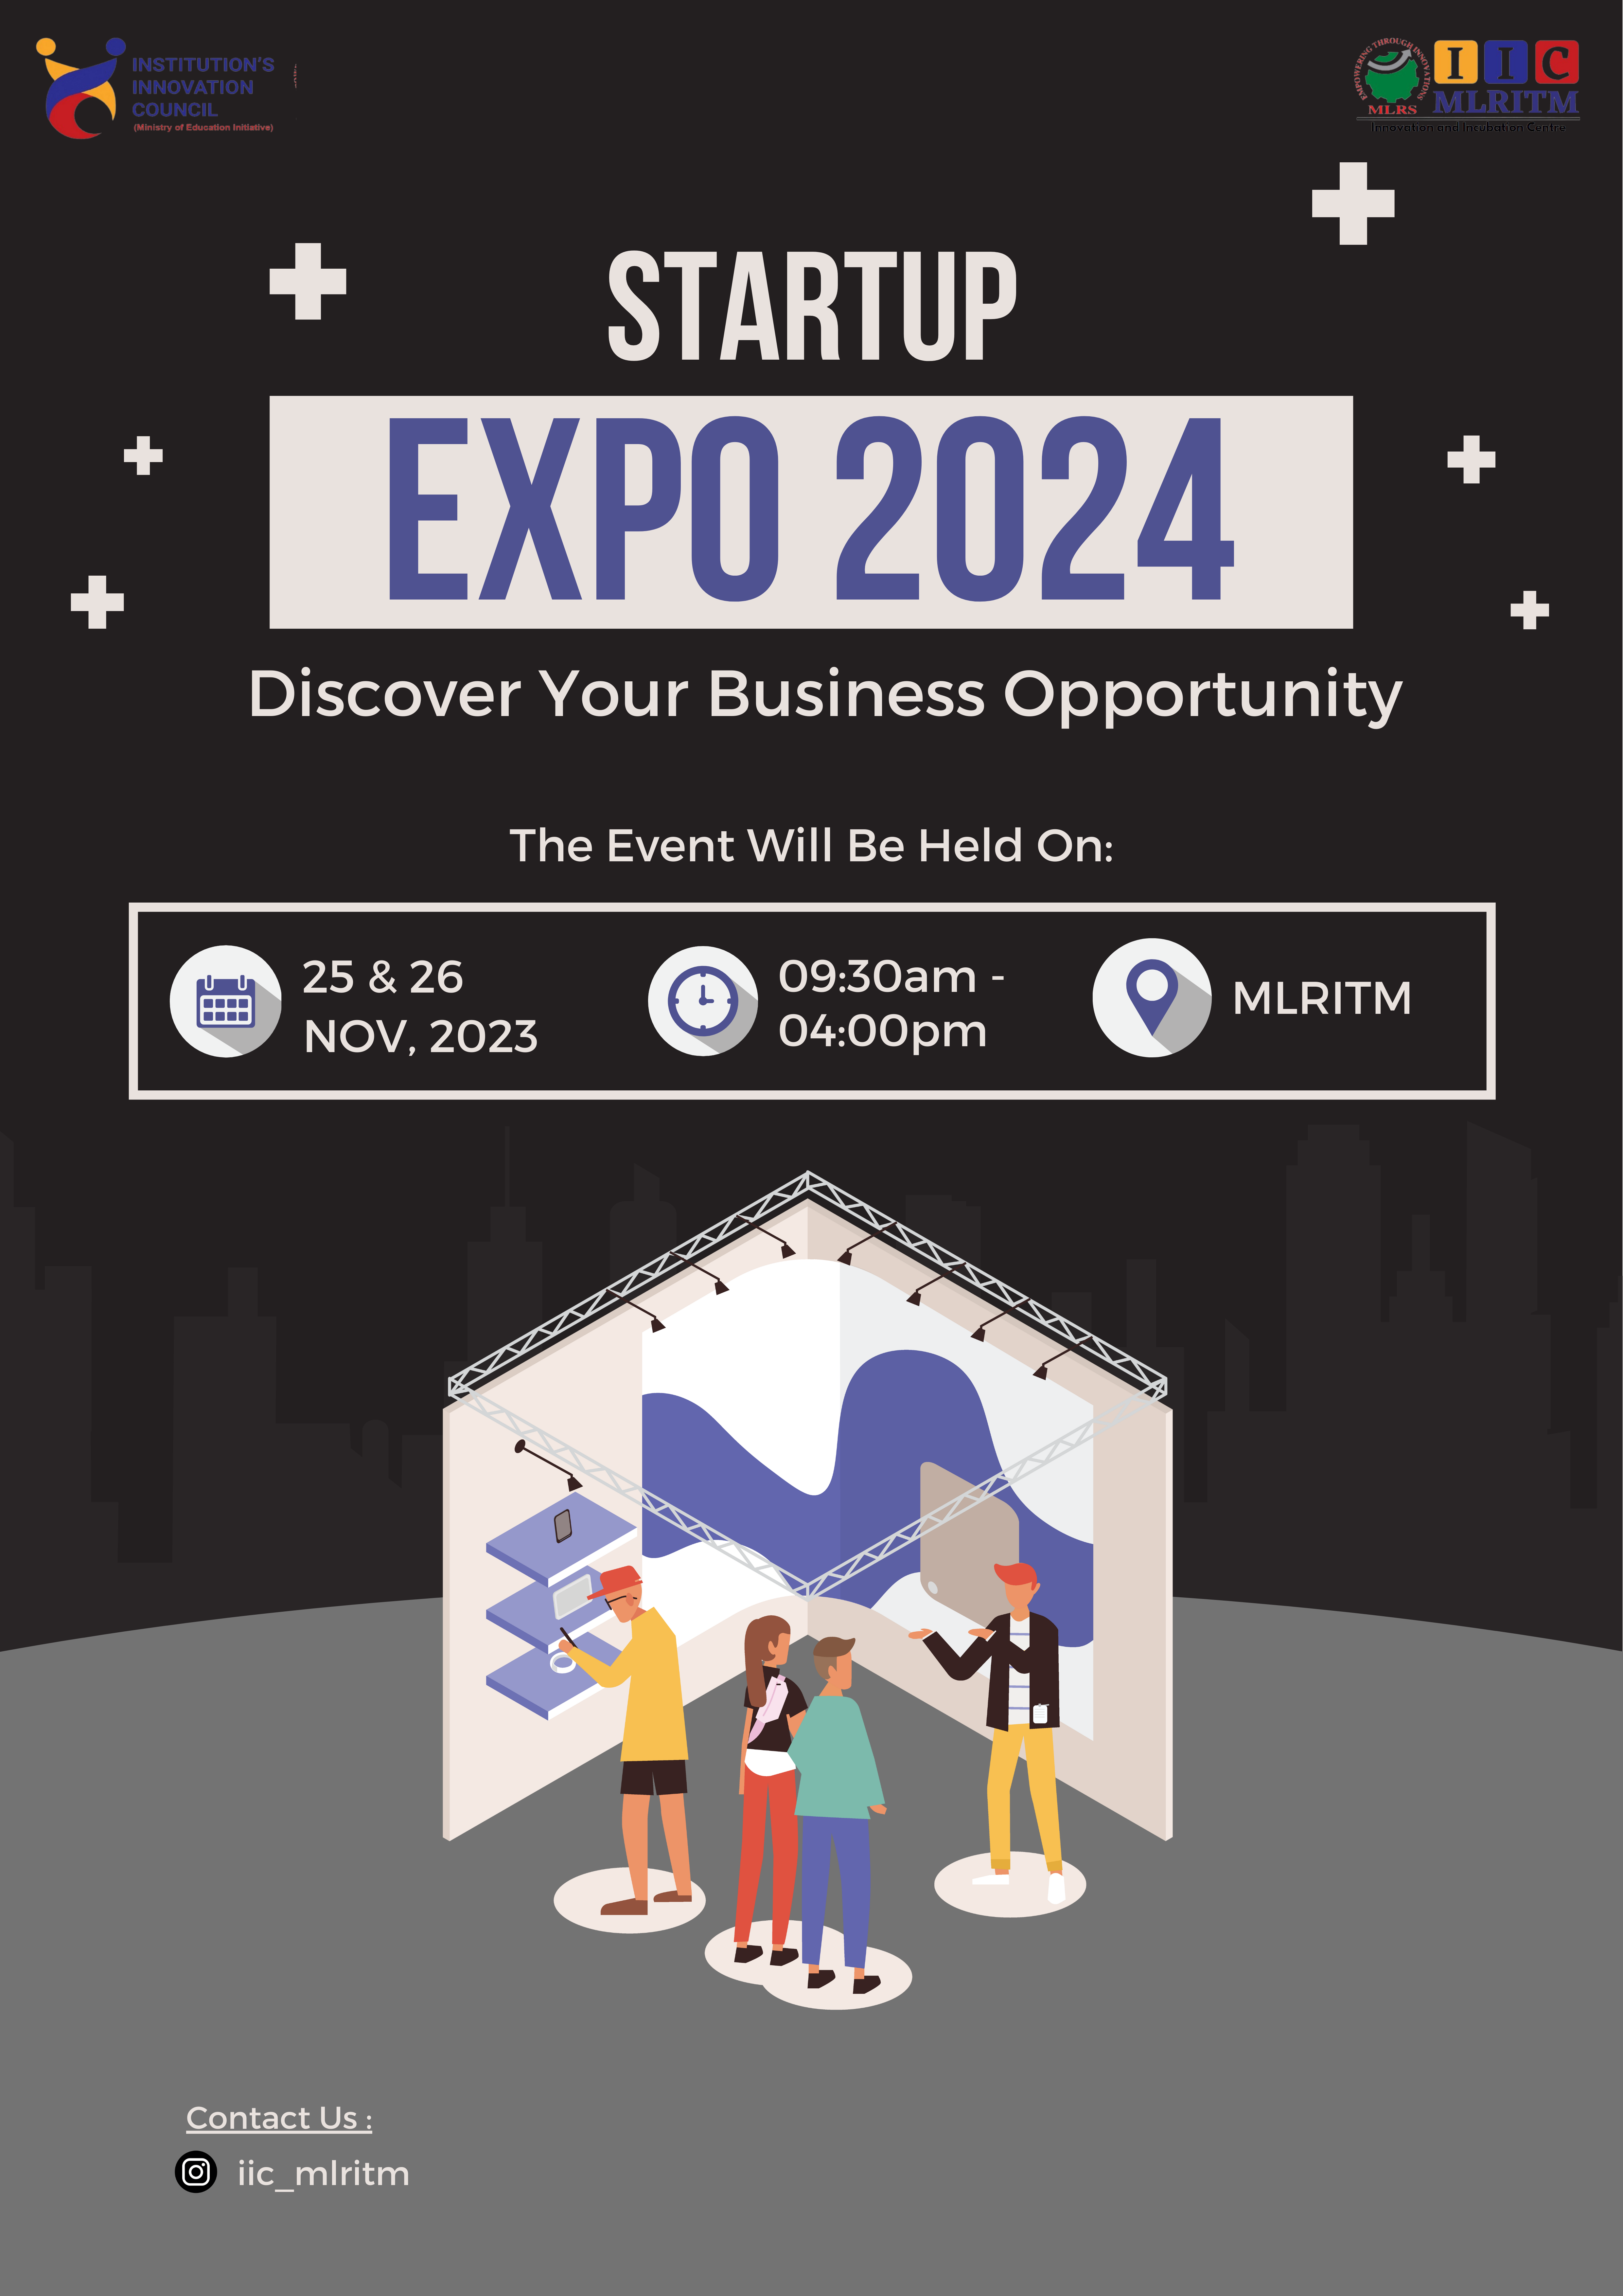 INSTITUTION'S
INNOVATION
COUNCIL
(Ministry of Education Initiative)
EMPOWERING THROUGH INNOVATIONS
MLRS
I I C
MLRITM
Innovation and Incubation Centre
STARTUP
EXPO 2024
Discover Your Business Opportunity
The Event Will Be Held On:
25 & 26
NOV, 2023
09:30am -
04:00pm
MLRITM
Contact Us :
iic_mlritm